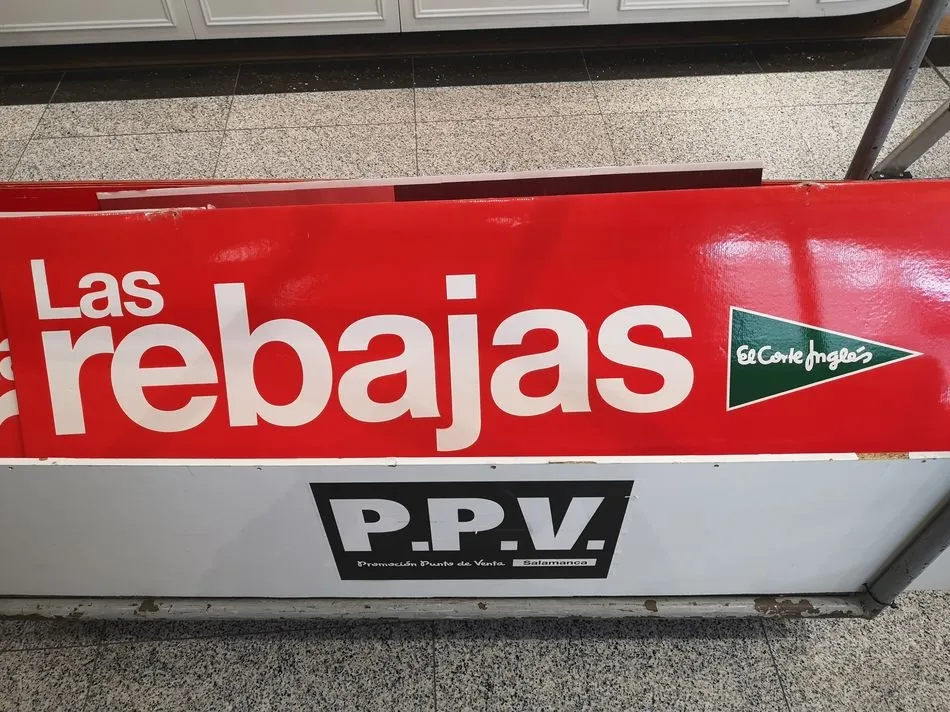 Las
rebajas
El Corte Inglés
P.P.V.
Promoción Punto de Venta Salamanca